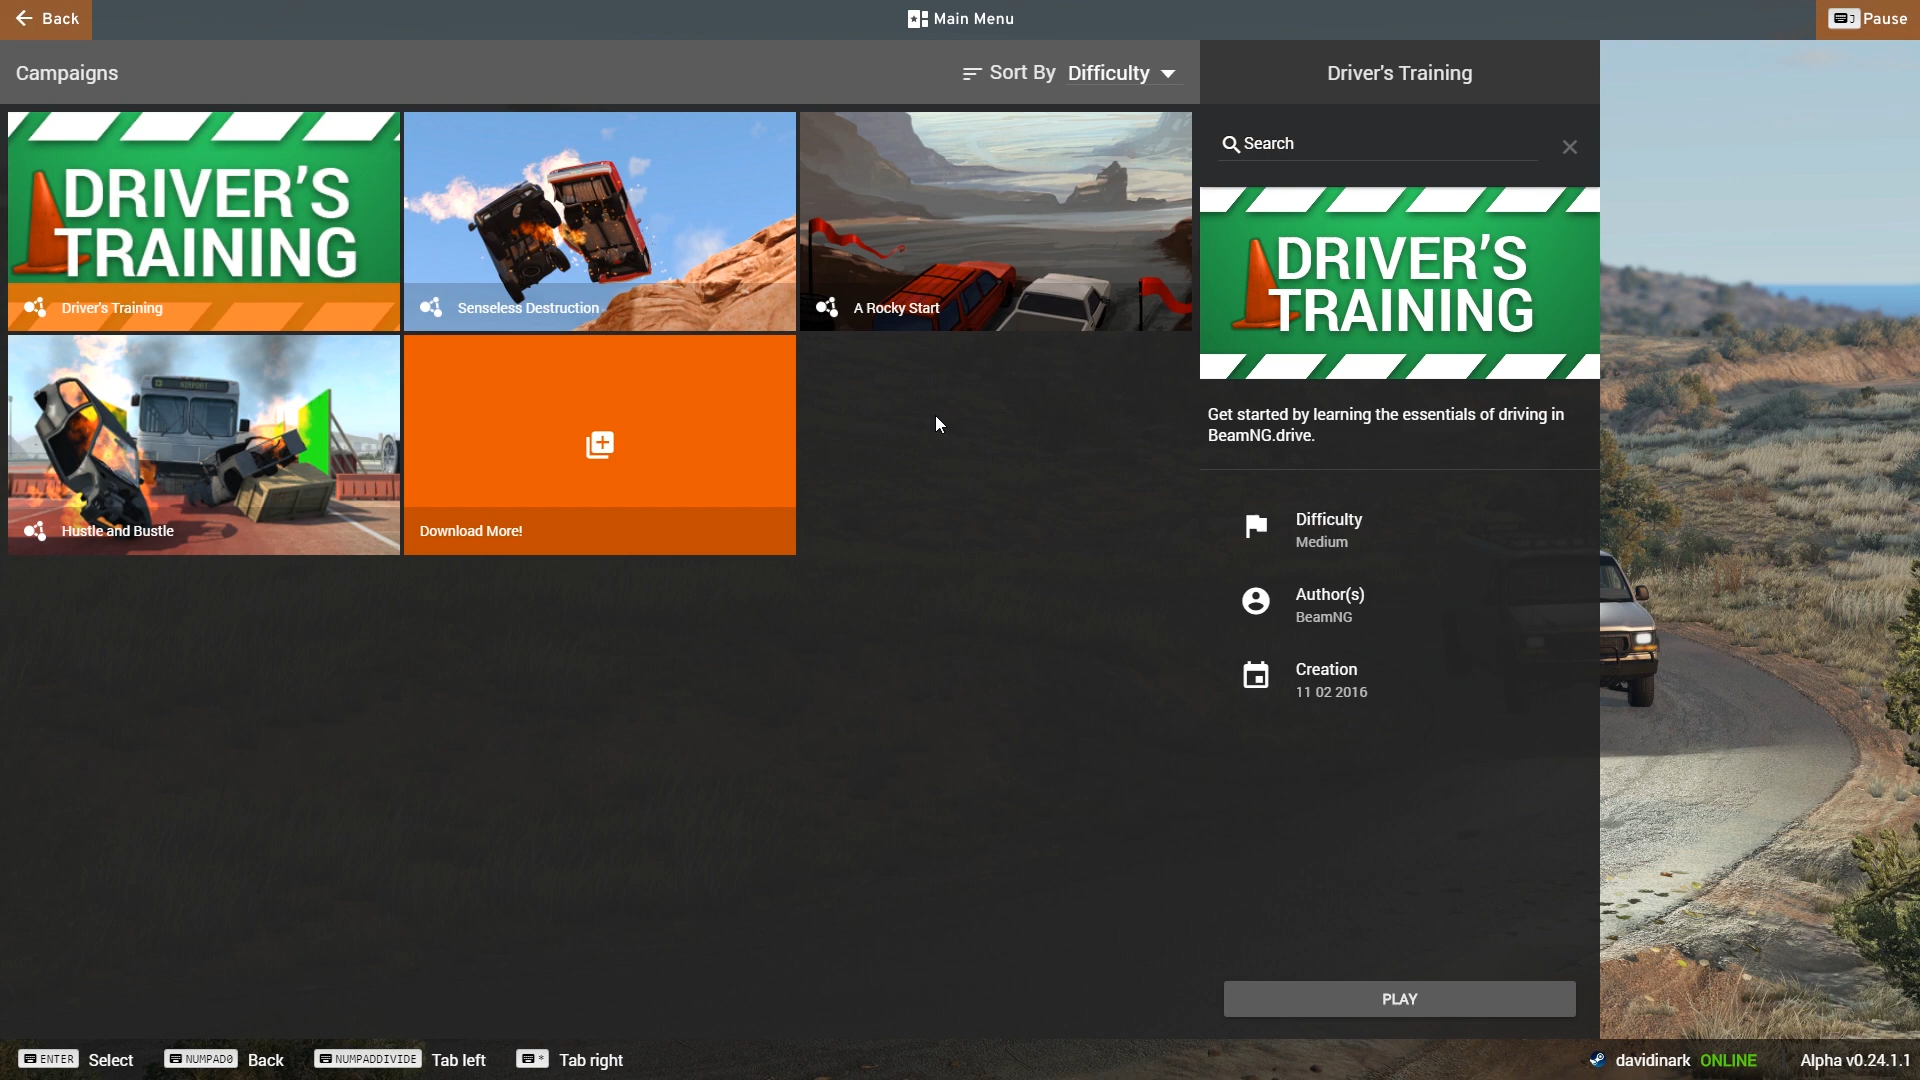 Back
Main Menu
J Pause
Campaigns
Sort By Difficulty
Driver's Training
DRIVER'S
TRAINING
Driver's Training
Senseless Destruction
A Rocky Start
AIRPORT
Hustle and Bustle
Download More!
Search
DRIVER'S
TRAINING
Get started by learning the essentials of driving in
BeamNG.drive.
Difficulty
Medium
Author(s)
BeamNG
Creation
11 02 2016
PLAY
ENTER Select NUMPAD0 Back NUMPADDIVIDE Tab left * Tab right
davidinark ONLINE Alpha v0.24.1.1